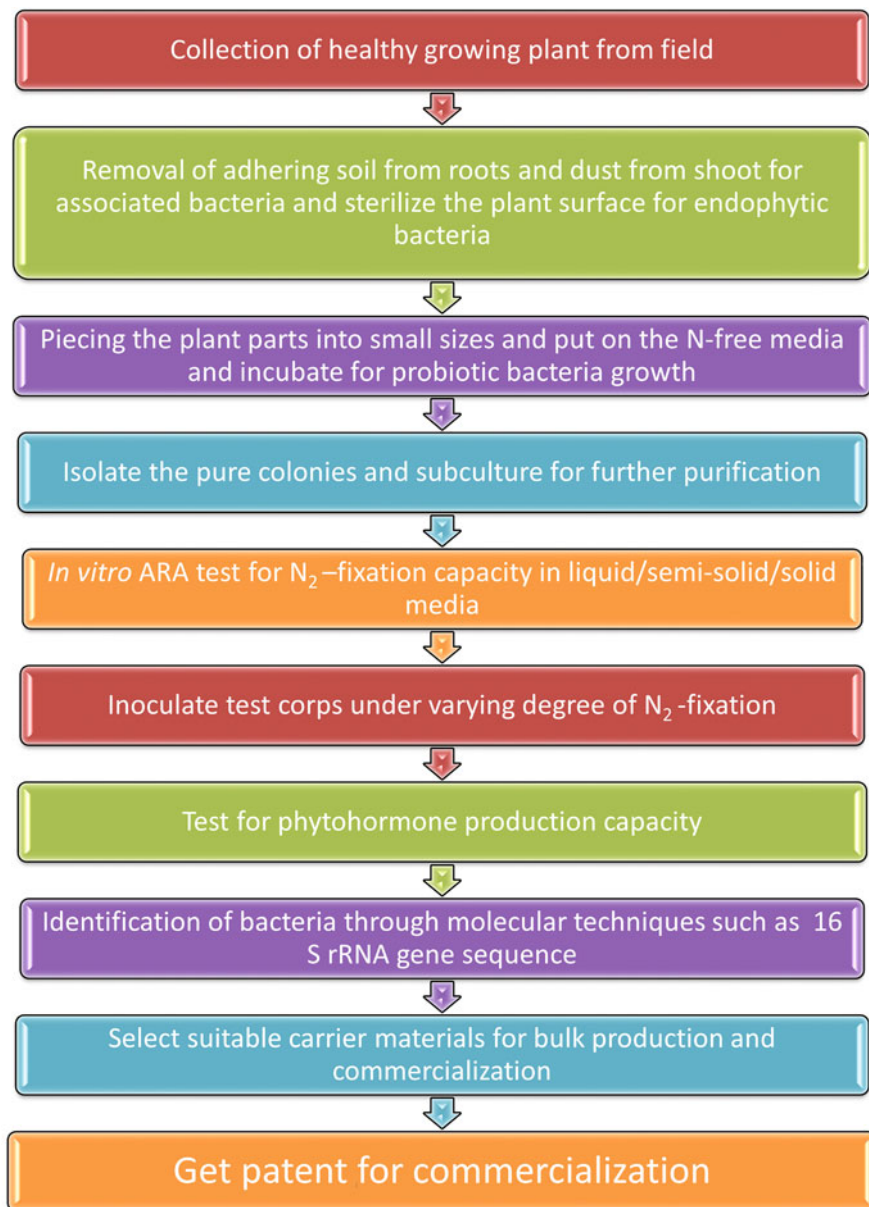 Collection of healthy growing plant from field
Removal of adhering soil from roots and dust from shoot for
associated bacteria and sterilize the plant surface for endophytic
bacteria
Piecing the plant parts into small sizes and put on the N-free media
and incubate for probiotic bacteria growth
Isolate the pure colonies and subculture for further purification
In vitro ARA test for N₂–fixation capacity in liquid/semi-solid/solid
media
Inoculate test corps under varying degree of N₂-fixation
Test for phytohormone production capacity
Identification of bacteria through molecular techniques such as 16
S rRNA gene sequence
Select suitable carrier materials for bulk production and
commercialization
Get patent for commercialization